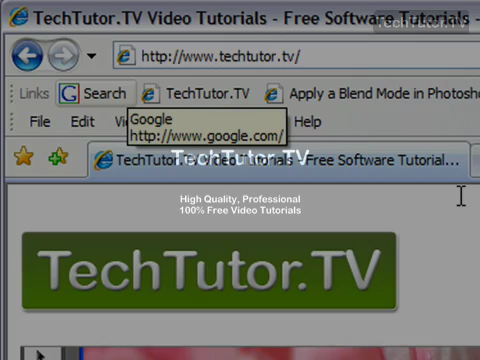 TechTutor.TV Video Tutorials - Free Software Tutorials -
TechTutor.TV
http://www.techtutor.tv/
Links Search TechTutor.TV Apply a Blend Mode in Photosho
File Edit Help
Google
http://www.google.com/
TechTutor.TV Video Tutorials - Free Software Tutorial...
TechTutor.TV
High Quality, Professional
100% Free Video Tutorials
TechTutor.TV